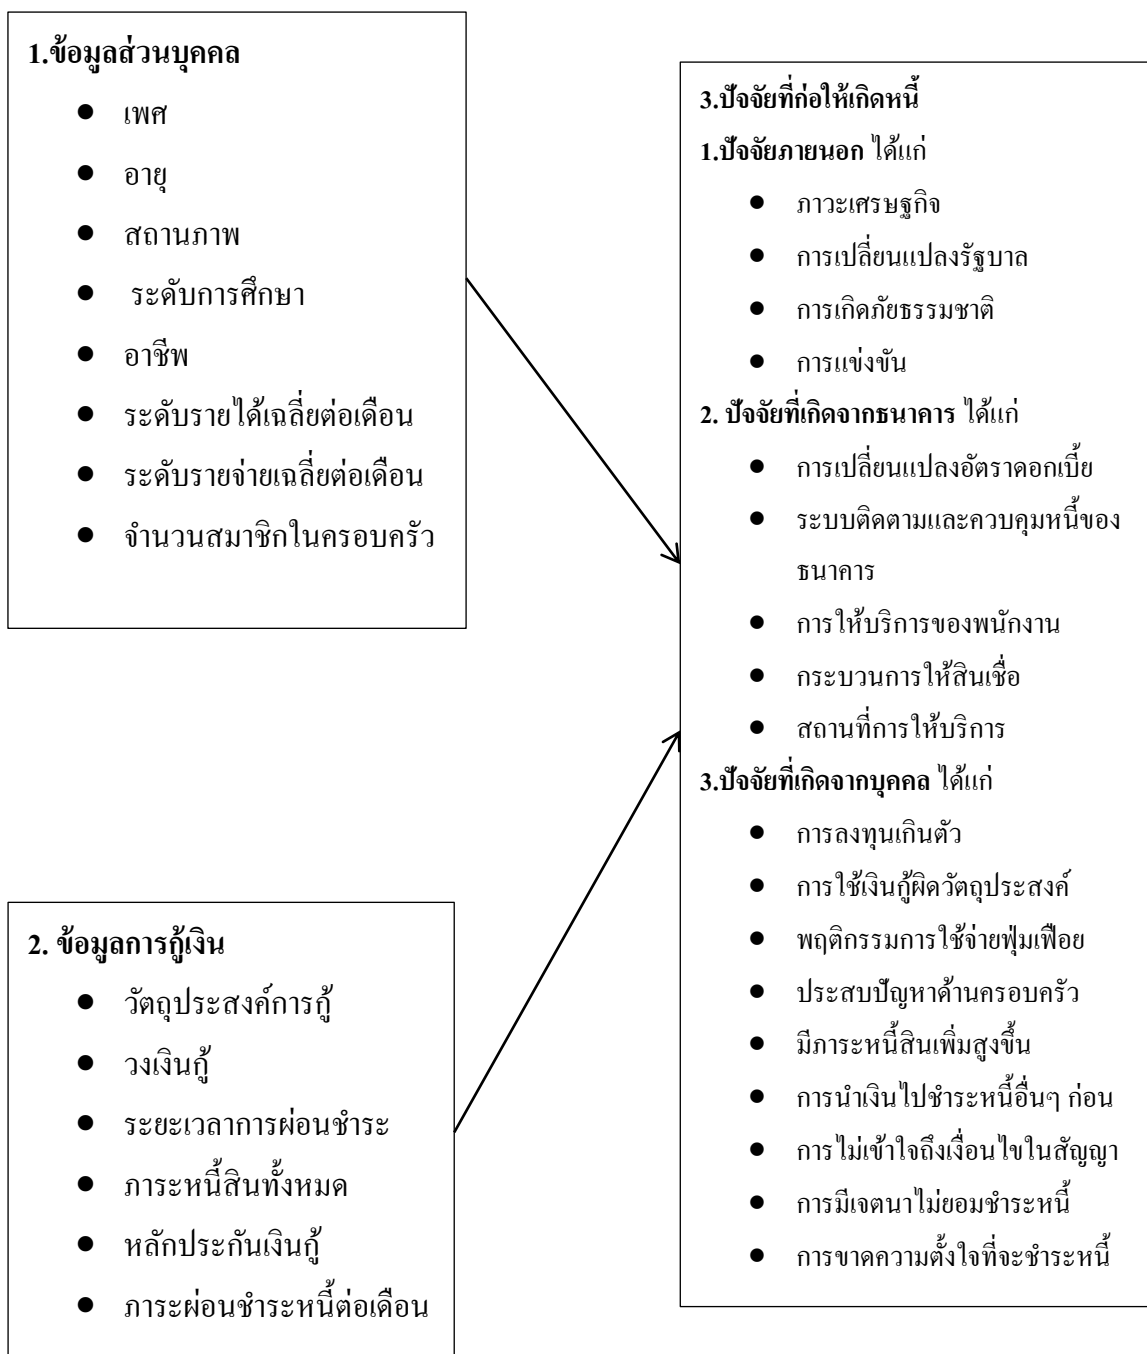 1.ข้อมูลส่วนบุคคล
● เพศ
● อายุ
● สถานภาพ
● ระดับการศึกษา
● อาชีพ
● ระดับรายได้เฉลี่ยต่อเดือน
● ระดับรายจ่ายเฉลี่ยต่อเดือน
● จำนวนสมาชิกในครอบครัว
2. ข้อมูลการกู้เงิน
● วัตถุประสงค์การกู้
● วงเงินกู้
● ระยะเวลาการผ่อนชำระ
● ภาระหนี้สินทั้งหมด
● หลักประกันเงินกู้
● ภาระผ่อนชำระหนี้ต่อเดือน
3.ปัจจัยที่ก่อให้เกิดหนี้
1.ปัจจัยภายนอก ได้แก่
● ภาวะเศรษฐกิจ
● การเปลี่ยนแปลงรัฐบาล
● การเกิดภัยธรรมชาติ
● การแข่งขัน
2. ปัจจัยที่เกิดจากธนาคาร ได้แก่
● การเปลี่ยนแปลงอัตราดอกเบี้ย
● ระบบติดตามและควบคุมหนี้ของ
ธนาคาร
● การให้บริการของพนักงาน
● กระบวนการให้สินเชื่อ
● สถานที่การให้บริการ
3.ปัจจัยที่เกิดจากบุคคล ได้แก่
● การลงทุนเกินตัว
● การใช้เงินกู้ผิดวัตถุประสงค์
● พฤติกรรมการใช้จ่ายฟุ่มเฟือย
● ประสบปัญหาด้านครอบครัว
● มีภาระหนี้สินเพิ่มสูงขึ้น
● การนำเงินไปชำระหนี้อื่นๆ ก่อน
● การไม่เข้าใจถึงเงื่อนไขในสัญญา
● การมีเจตนาไม่ยอมชำระหนี้
● การขาดความตั้งใจที่จะชำระหนี้